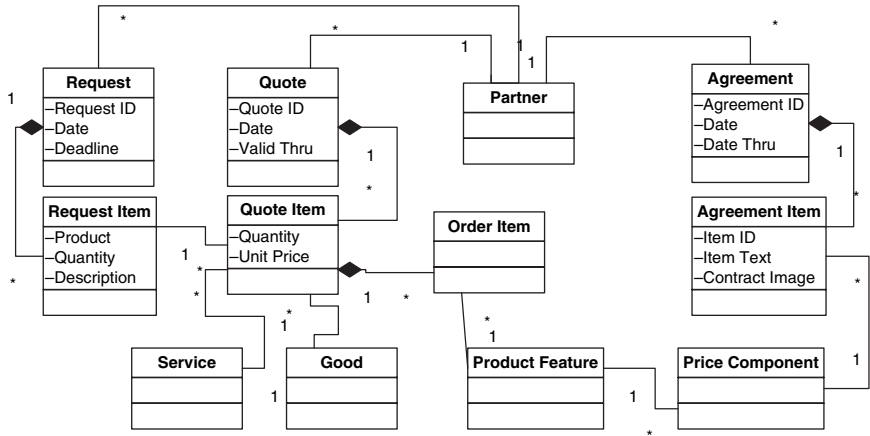 * * 1 1 1 *
Request
–Request ID
–Date
–Deadline
1
*
Quote
–Quote ID
–Date
–Valid Thru
1
*
Partner
Agreement
–Agreement ID
–Date
–Date Thru
1
*
Request Item
–Product
–Quantity
–Description
1
*
Quote Item
–Quantity
–Unit Price
*
*
1
*
1
*
Order Item
*
1
Agreement Item
–Item ID
–Item Text
–Contract Image
*
1
Service
1
Good
Product Feature
1
*
Price Component